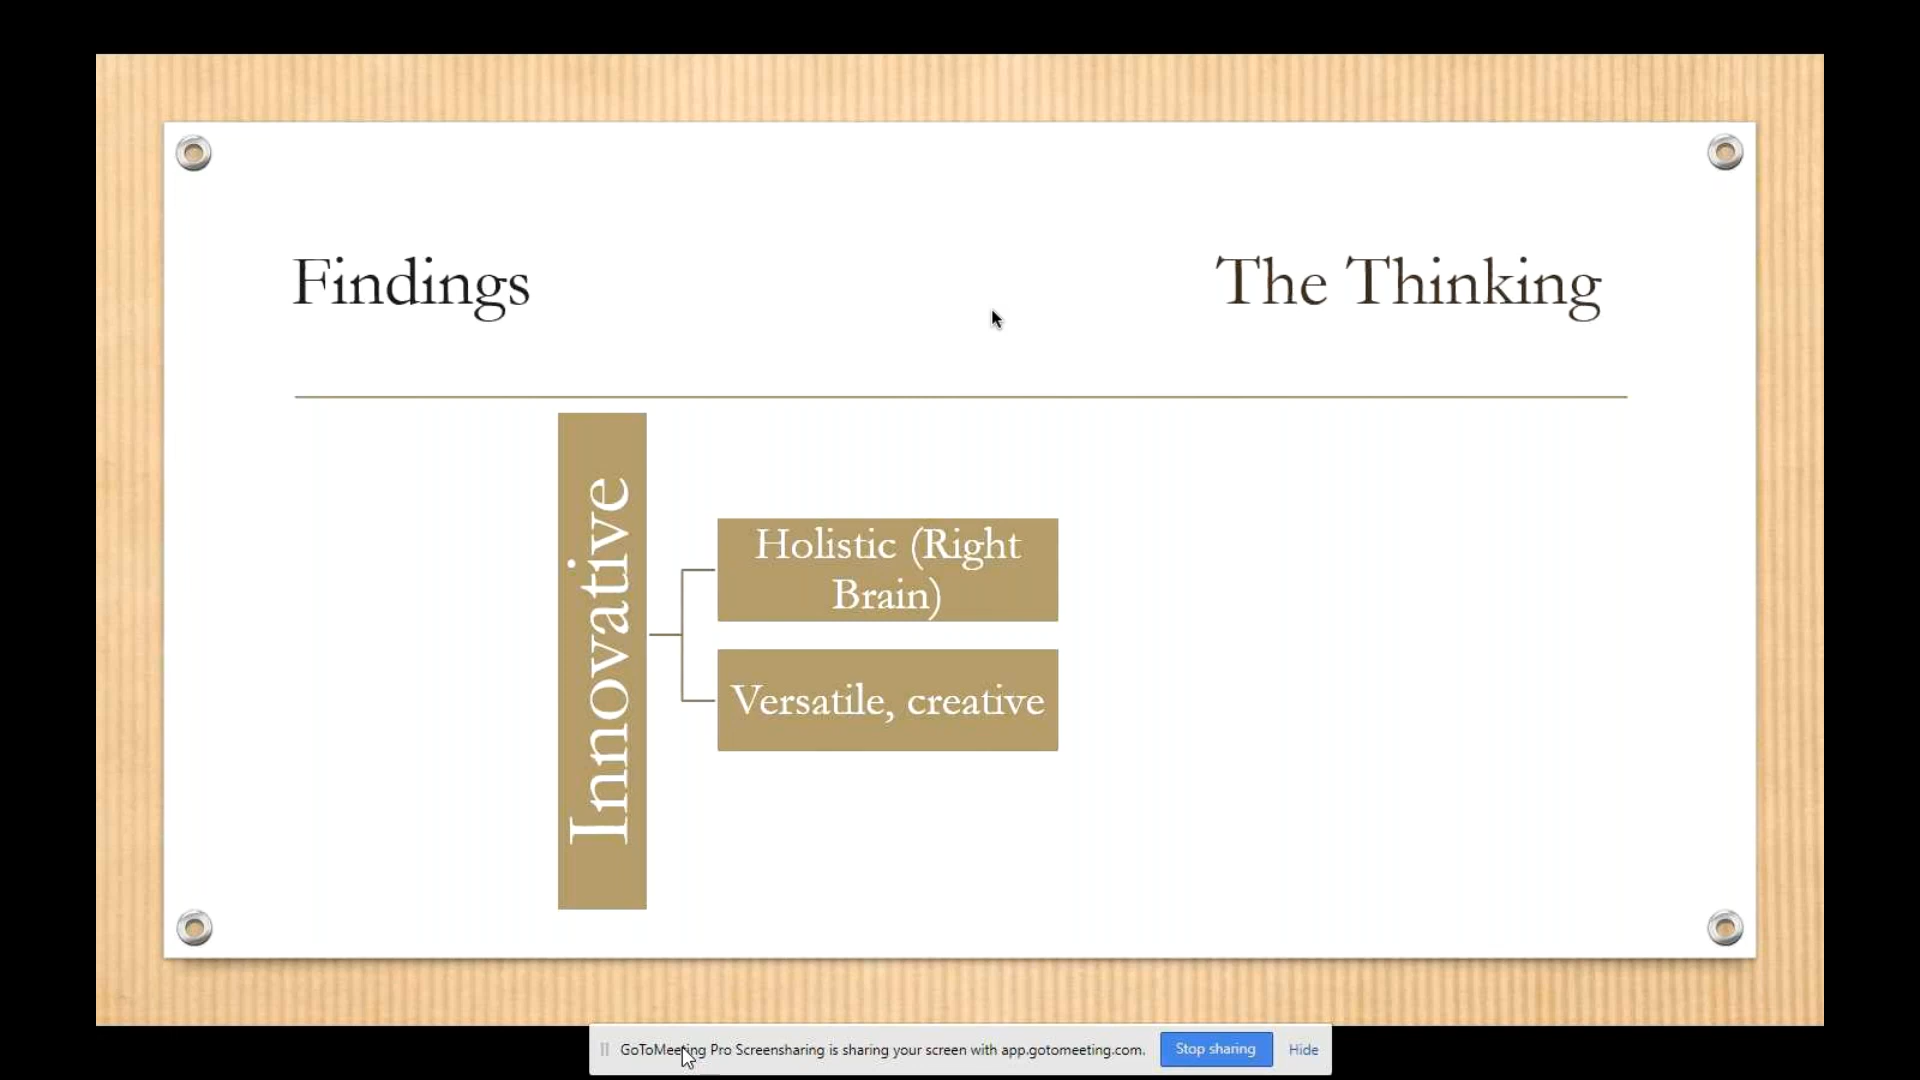 Findings
The Thinking
Innovative
Holistic (Right
Brain)
Versatile, creative
GoToMeeting Pro Screensharing is sharing your screen with app.gotomeeting.com.
Stop sharing
Hide